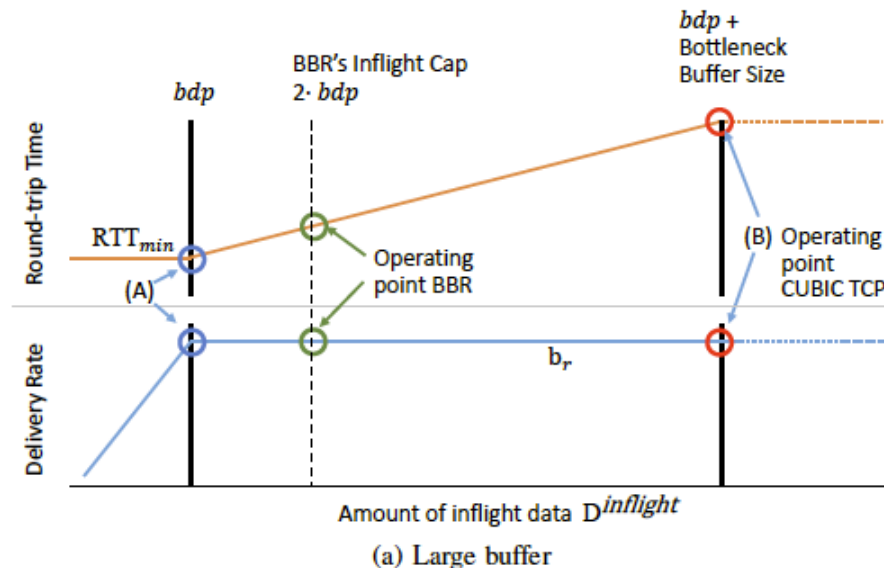 bdp
BBR's Inflight Cap
2· bdp
bdp +
Bottleneck
Buffer Size
Round-trip Time
RTTmin
(A)
Operating
point BBR
(B) Operating
point
CUBIC TCP
Delivery Rate
br
Amount of inflight data Dinflight
(a) Large buffer